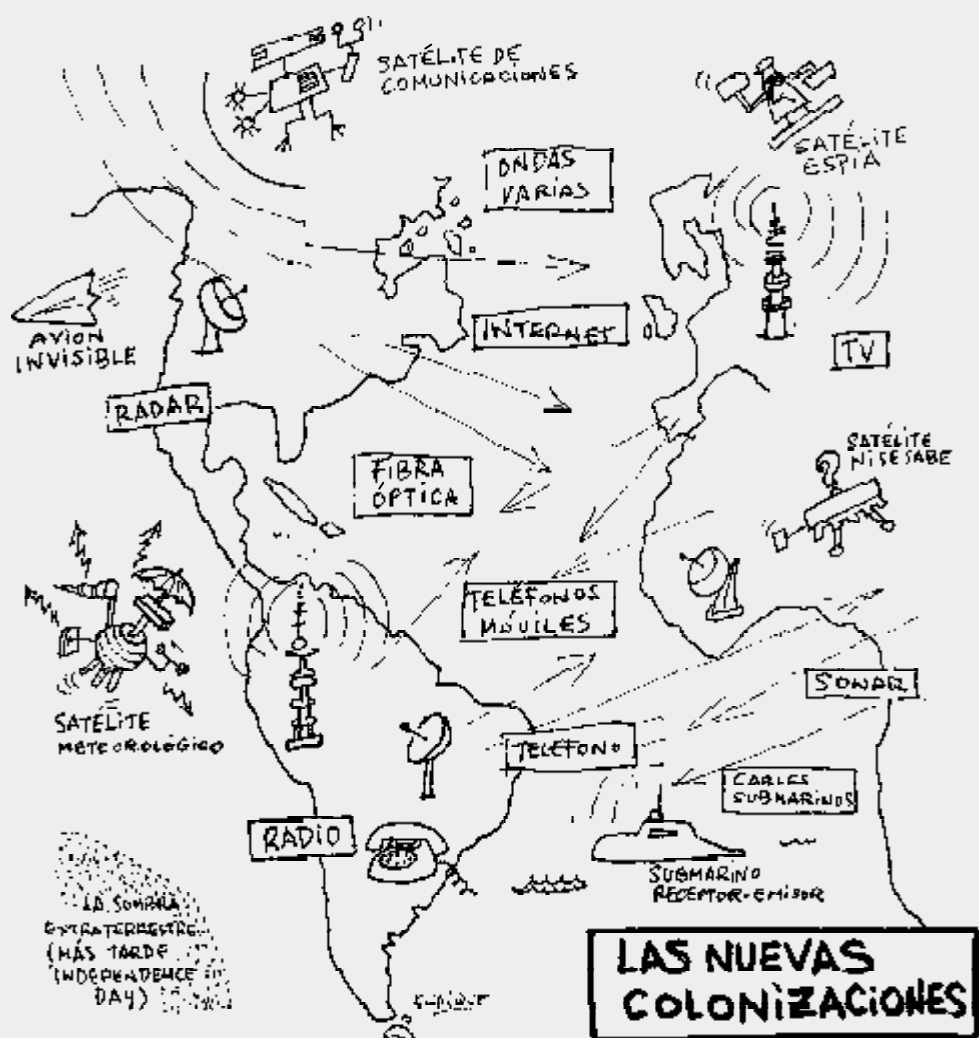 SATÉLITE DE
COMUNICACIONES
SATÉLITE
ESPÍA
ONDAS
VARIAS
AVION
INVISIBLE
INTERNES
TV
RADAR
SATÉLITE
NISESABE
FIBRA
ÓPTICA
TELÉFONOS
MÓVILES
SATÉLITE
METEOROLÓGICO
SONAR
TELÉFONO
CABLES
SUBMARINOS
RADIO
SUBMARINO
RECEPTOR-EMISOR
LA SOMBRA
EXTRATERRESTRE
(MÁS TARDE
INDEPENDENCE
DAY)
LAS NUEVAS
COLONIZACIONES